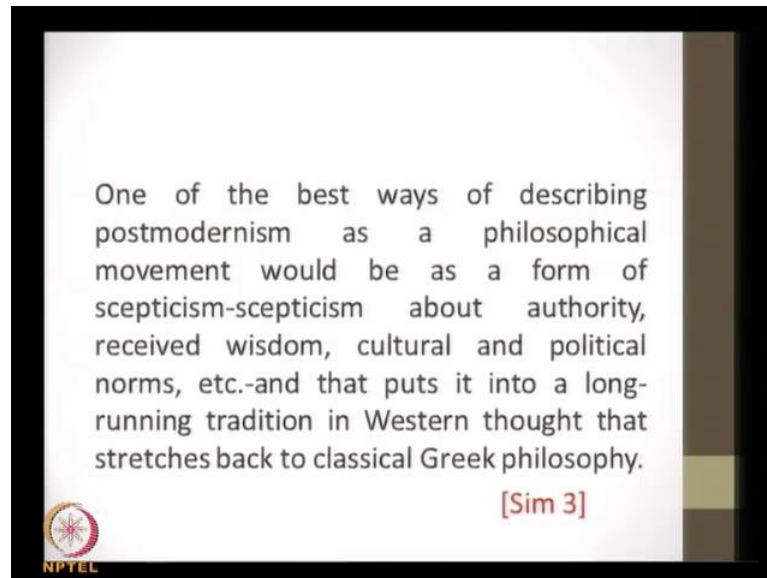 One of the best ways of describing
postmodernism as a philosophical
movement would be as a form of
scepticism-scepticism about authority,
received wisdom, cultural and political
norms, etc.-and that puts it into a long-
running tradition in Western thought that
stretches back to classical Greek philosophy.
[Sim 3]
NPTEL